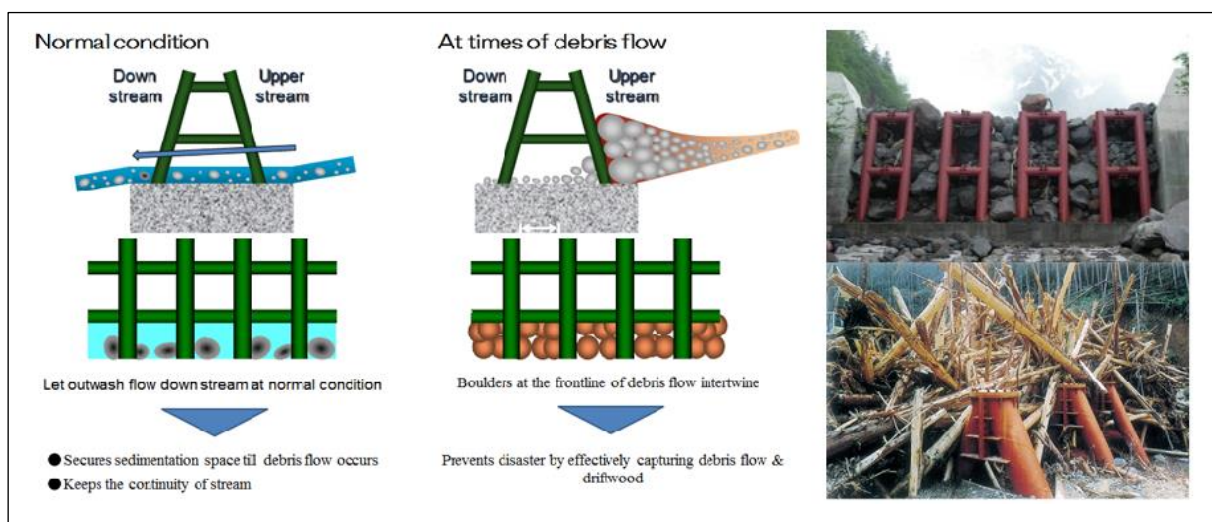 Normal condition
Down
stream
Upper
stream
Let outwash flow down stream at normal condition
● Secures sedimentation space till debris flow occurs
● Keeps the continuity of stream
At times of debris flow
Down
stream
Upper
stream
Boulders at the frontline of debris flow intertwine
Prevents disaster by effectively capturing debris flow &
driftwood